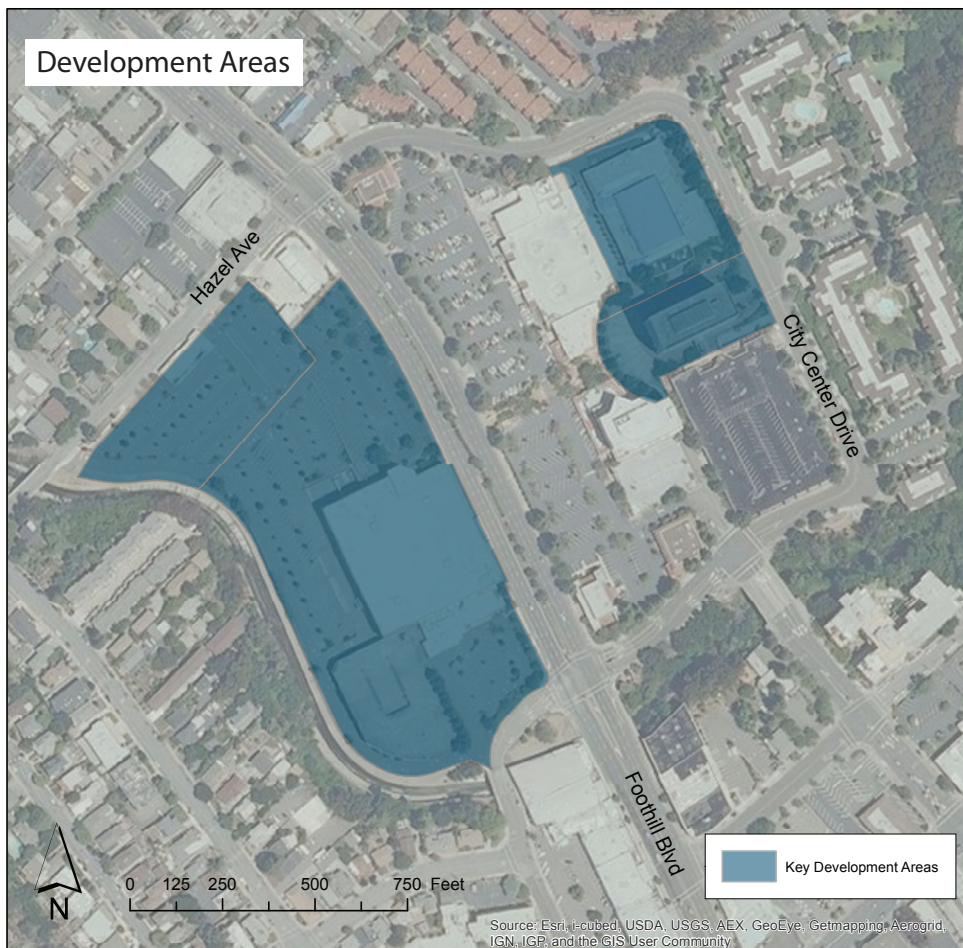 Development Areas
Hazel Ave
City Center Drive
Foothill Blvd
Key Development Areas
0 125 250 500 750 Feet
N
Source: Esri, i-cubed, USDA, USGS, AEX, GeoEye, Getmapping, Aerogrid,
IGN, IGP, and the GIS User Community